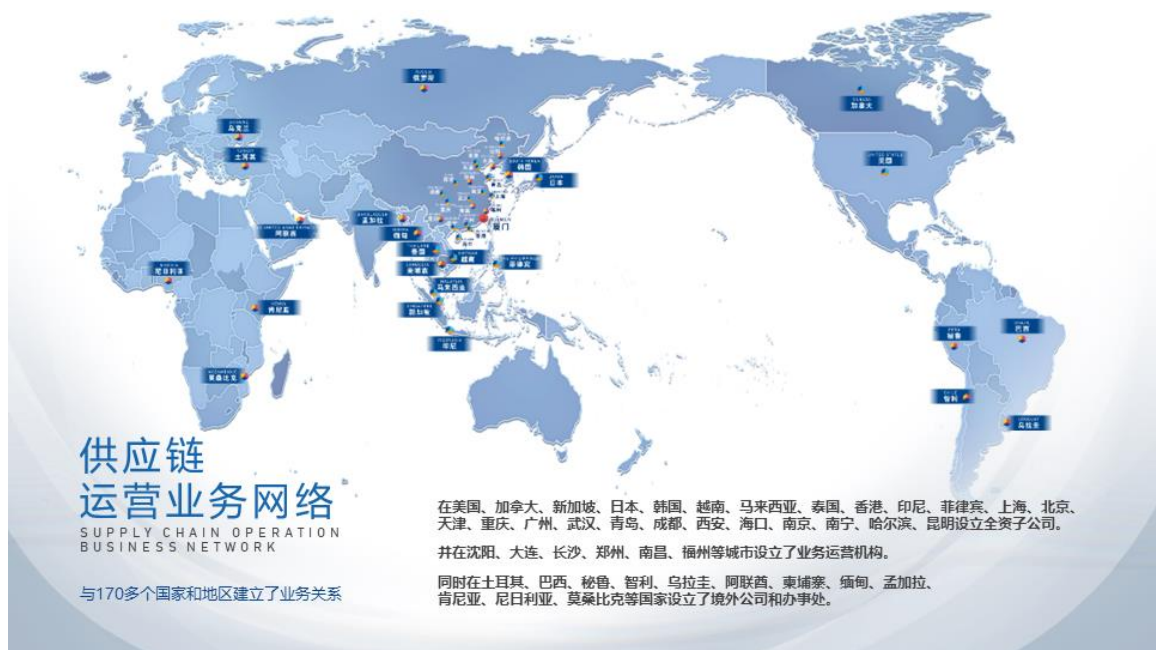 俄罗斯
加拿大
乌克兰
土耳其
美国
韩国
日本
孟加拉
厦门
阿联酋
缅甸
泰国
越南
菲律宾
尼日利亚
柬埔寨
马来西亚
肯尼亚
新加坡
印尼
秘鲁
巴西
莫桑比克
智利
乌拉圭
供应链
运营业务网络
SUPPLY CHAIN OPERATION
BUSINESS NETWORK
与170多个国家和地区建立了业务关系
在美国、加拿大、新加坡、日本、韩国、越南、马来西亚、泰国、香港、印尼、菲律宾、上海、北京、
天津、重庆、广州、武汉、青岛、成都、西安、海口、南京、南宁、哈尔滨、昆明设立全资子公司。
并在沈阳、大连、长沙、郑州、南昌、福州等城市设立了业务运营机构。
同时在土耳其、巴西、秘鲁、智利、乌拉圭、阿联酋、柬埔寨、缅甸、孟加拉、
肯尼亚、尼日利亚、莫桑比克等国家设立了境外公司和办事处。